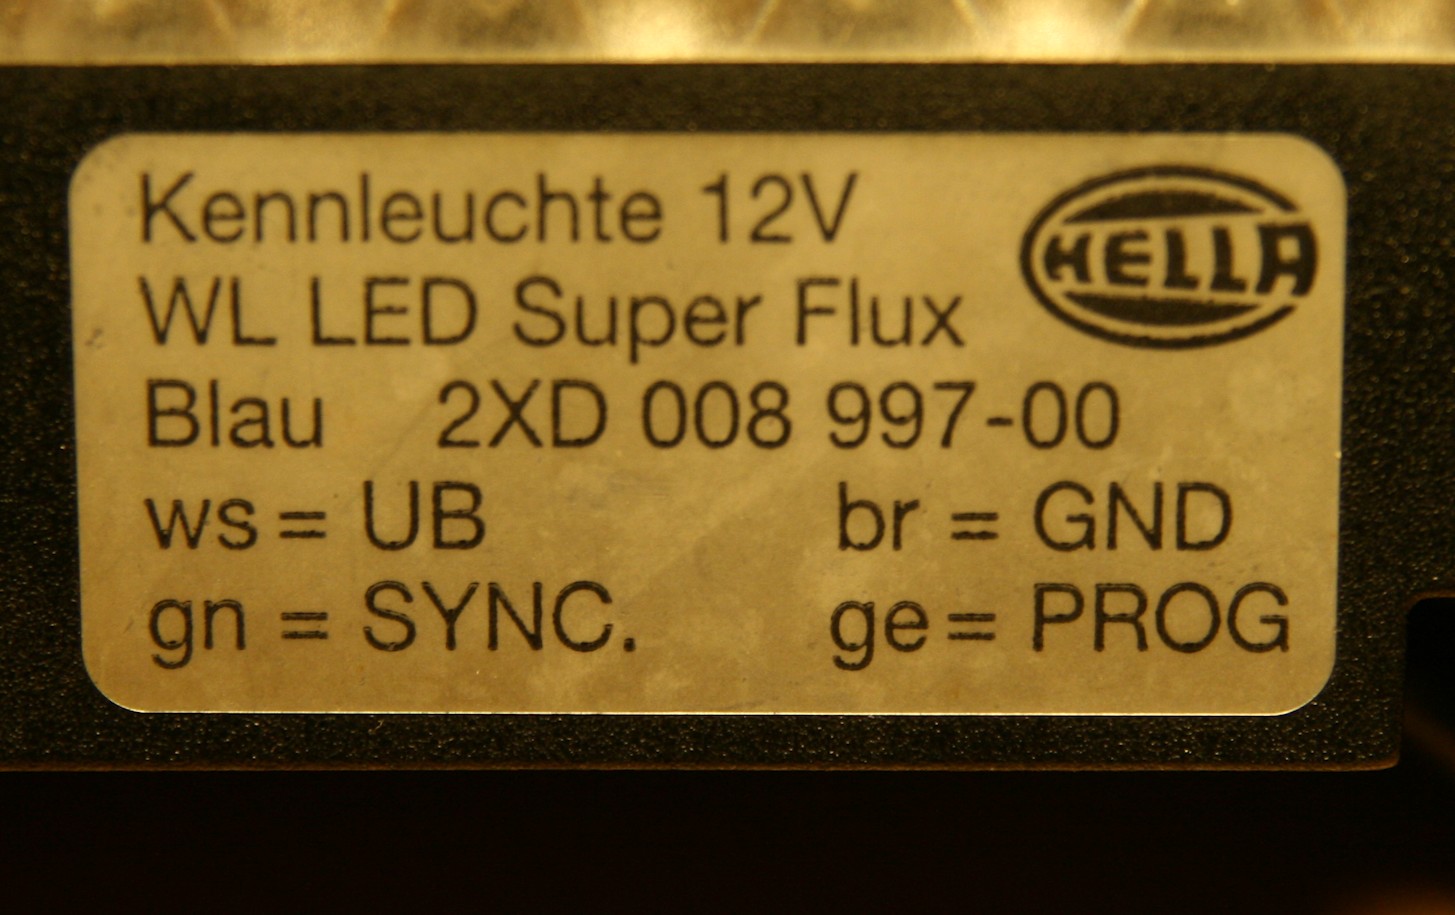 Kennleuchte 12V
HELLA
WL LED Super Flux
Blau 2XD 008 997-00
ws = UB br = GND
gn = SYNC. ge = PROG